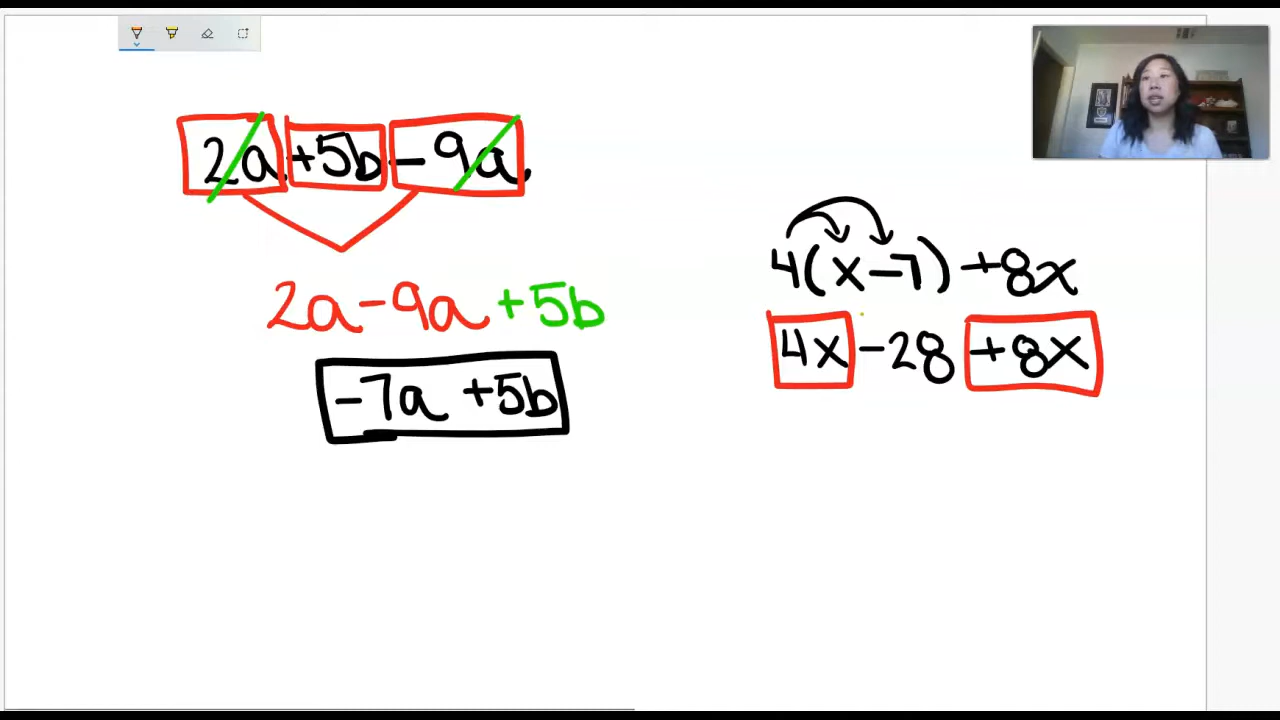 2a +5b - 9a
2a - 9a + 5b
-7a +5b
4(x-7) +8x
4x -28 +8x